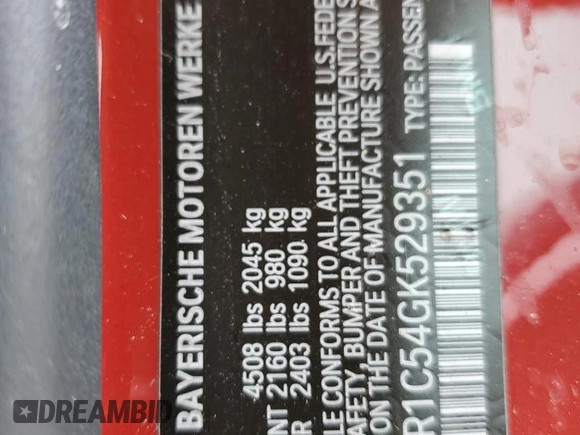 BAYERISCHE MOTOREN WERKE
4508 lbs 2045 kg
NT 2160 lbs 980 kg
R 2403 lbs 1090 kg
LE CONFORMS TO ALL APPLICABLE U.S.FEDE
AFETY, BUMPER AND THEFT PREVENTION S
ON THE DATE OF MANUFACTURE SHOWN A
R1C54GK529351 TYPE:PASSEN
DREAMBID